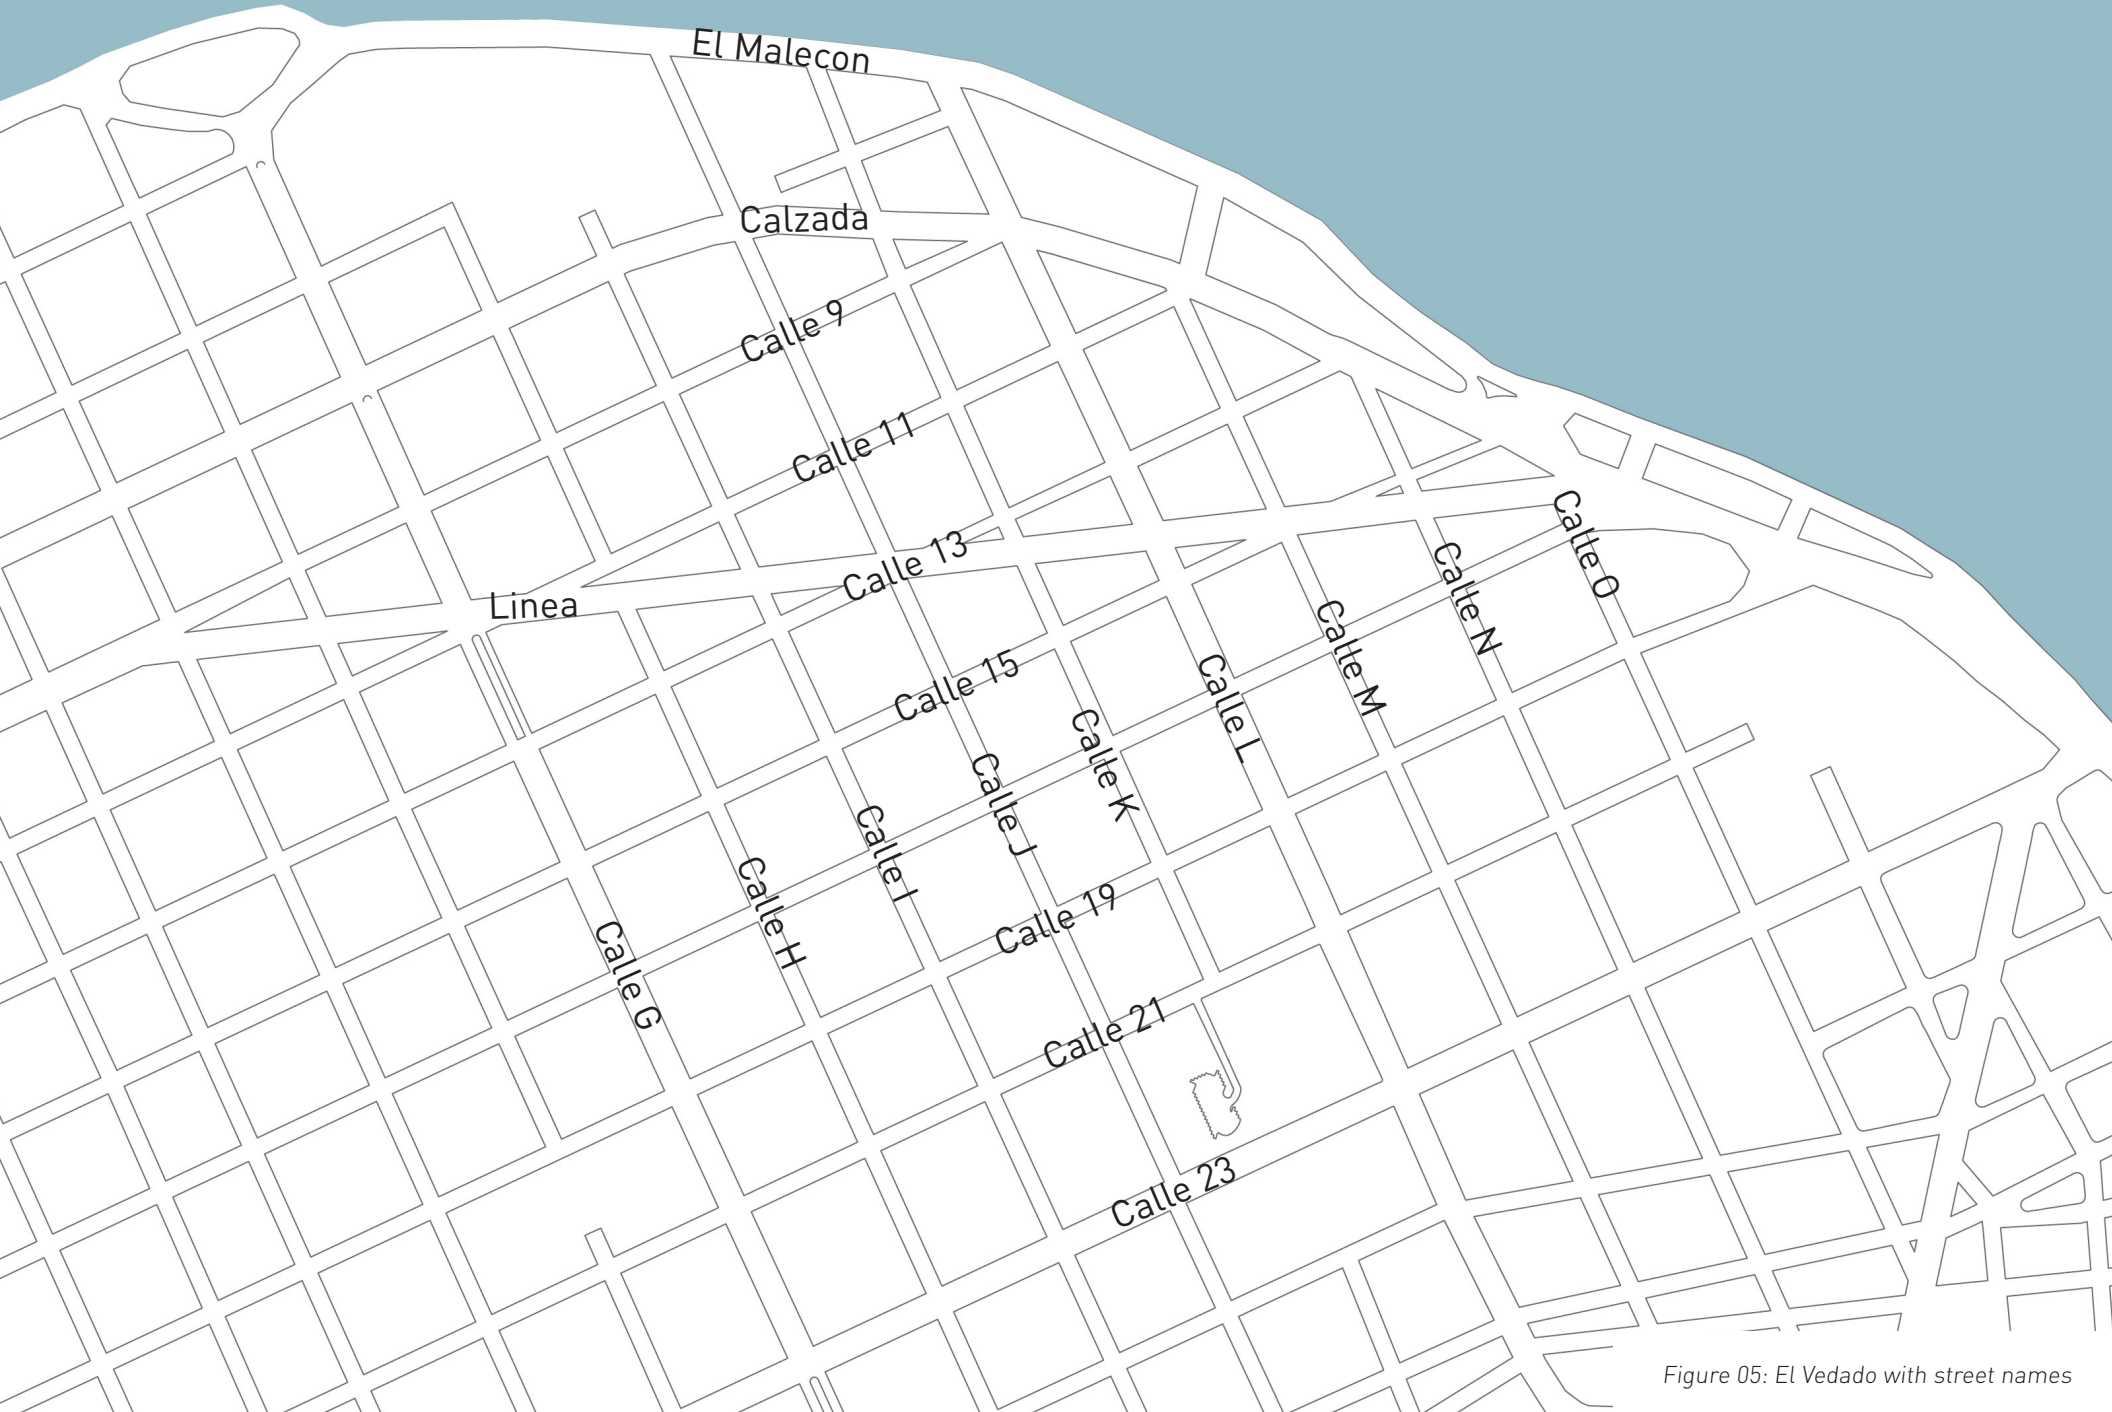 El Malecon
Calzada
Calle 9
Calle 11
Calle 13
Linea
Calle 15
Calle O
Calle N
Calle M
Calle L
Calle K
Calle J
Calle I
Calle H
Calle G
Calle 19
Calle 21
Calle 23
Figure 05: El Vedado with street names